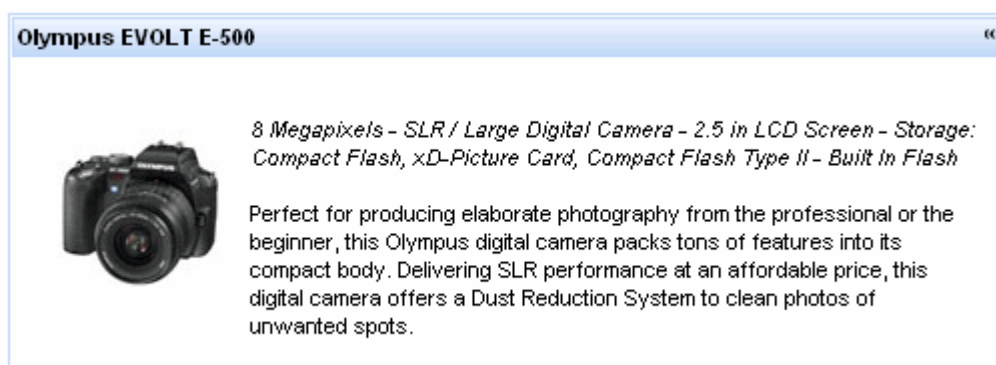 Olympus EVOLT E-500 «
8 Megapixels - SLR / Large Digital Camera - 2.5 in LCD Screen - Storage:
Compact Flash, xD-Picture Card, Compact Flash Type II - Built In Flash
OLYMPUS
Perfect for producing elaborate photography from the professional or the
beginner, this Olympus digital camera packs tons of features into its
compact body. Delivering SLR performance at an affordable price, this
digital camera offers a Dust Reduction System to clean photos of
unwanted spots.